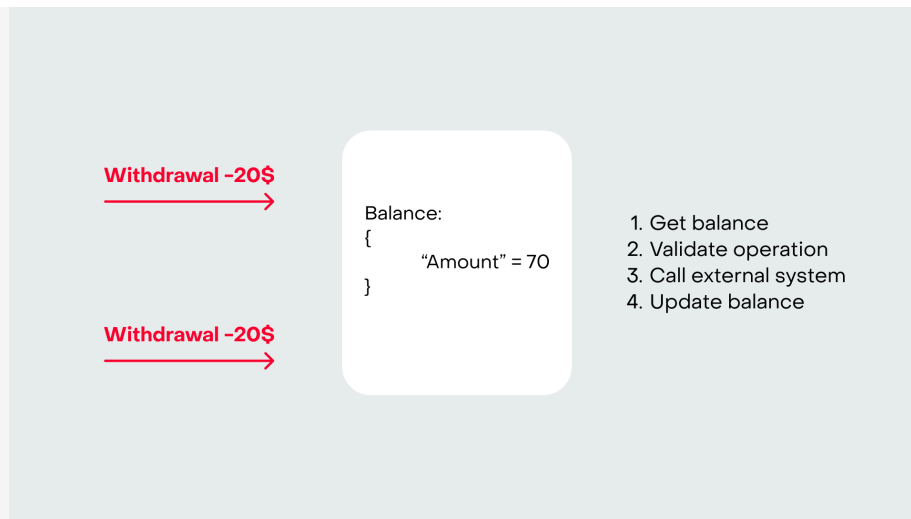 Withdrawal -20$
Withdrawal -20$
Balance:
{
“Amount” = 70
}
1. Get balance
2. Validate operation
3. Call external system
4. Update balance